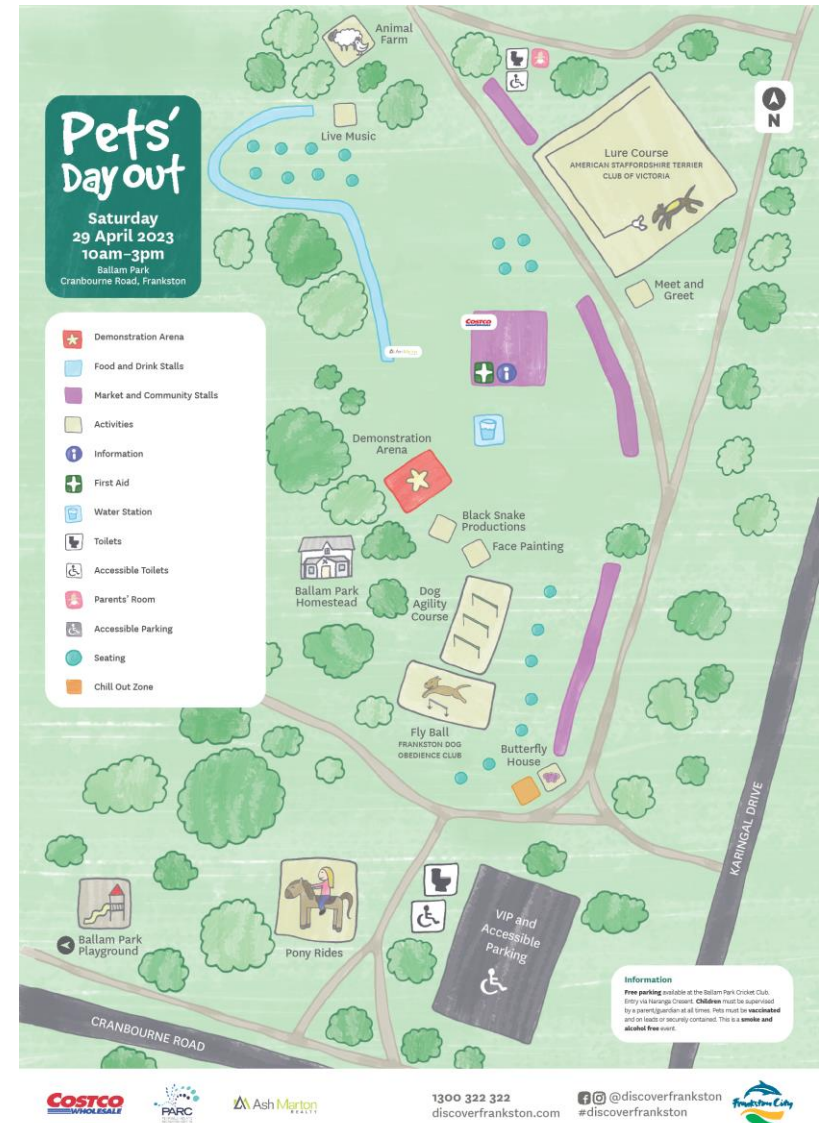 Animal
Farm
Live Music
Pets'
Day Out
Saturday
29 April 2023
10am–3pm
Ballam Park
Cranbourne Road, Frankston
N
Lure Course
AMERICAN STAFFORDSHIRE TERRIER
CLUB OF VICTORIA
Meet and
Greet
COSTCO
Ash Marton
Demonstration Arena
Food and Drink Stalls
Market and Community Stalls
Activities
Information
First Aid
Water Station
Toilets
Accessible Toilets
Parents' Room
Accessible Parking
Seating
Chill Out Zone
Demonstration
Arena
Black Snake
Productions
Face Painting
Ballam Park
Homestead
Dog
Agility
Course
Fly Ball
FRANKSTON DOG
OBEDIENCE CLUB
Butterfly
House
KARINGAL DRIVE
Ballam Park
Playground
Pony Rides
VIP and
Accessible
Parking
CRANBOURNE ROAD
Information
Free parking available at the Ballam Park Cricket Club.
Entry via Naranga Cresent. Children must be supervised
by a parent/guardian at all times. Pets must be vaccinated
and on leads or securely contained. This is a smoke and
alcohol free event.
COSTCO
WHOLESALE
PARC
Ash Marton
REALTY
1300 322 322
discoverfrankston.com
@discoverfrankston
#discoverfrankston
Frankston City